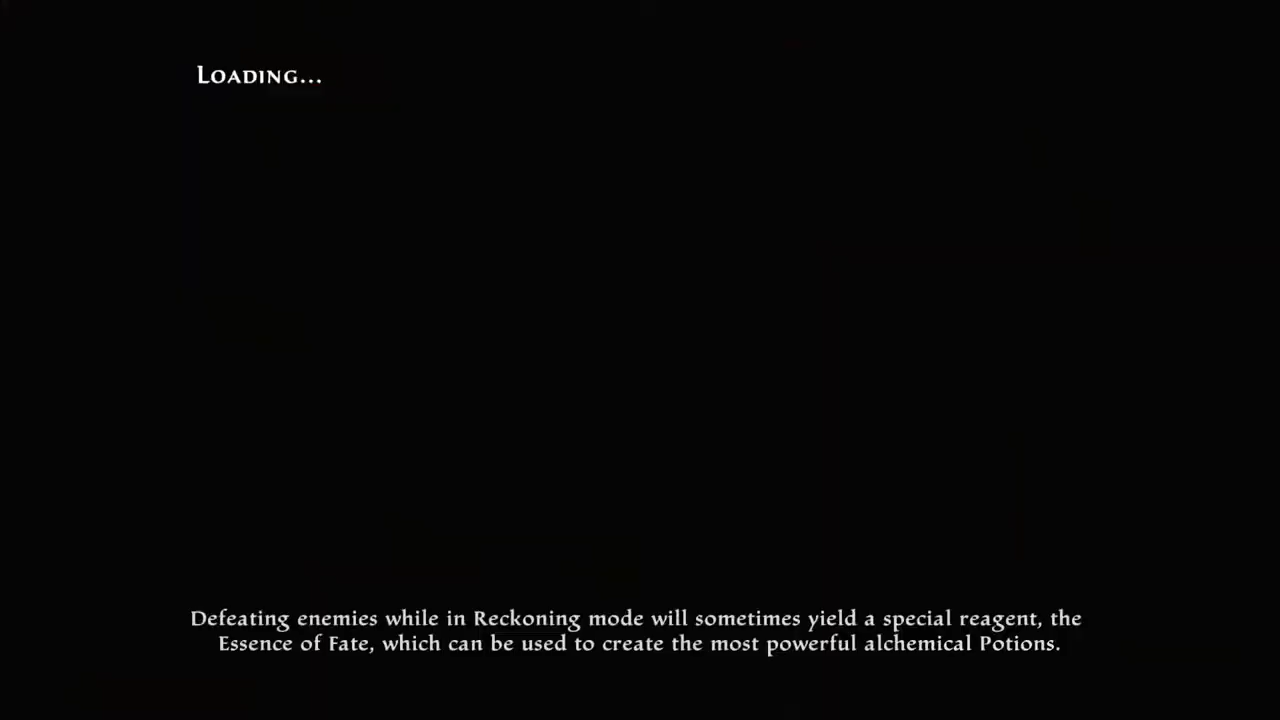 Loading...
Defeating enemies while in Reckoning mode will sometimes yield a special reagent, the
Essence of Fate, which can be used to create the most powerful alchemical Potions.